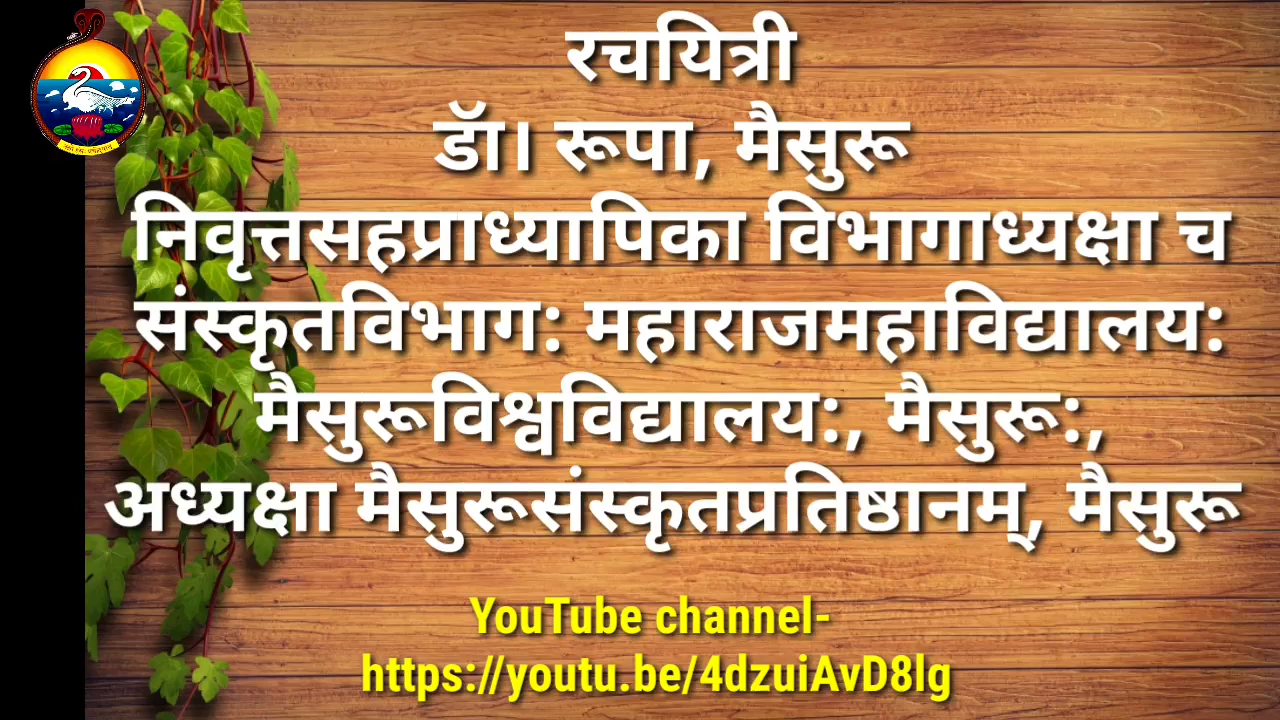 रचयित्री
डॅा। रूपा, मैसुरू
निवृत्तसहप्राध्यापिका विभागाध्यक्षा च
संस्कृतविभाग: महाराजमहाविद्यालय:
मैसुरूविश्वविद्यालय:, मैसुरू:,
अध्यक्षा मैसुरूसंस्कृतप्रतिष्ठानम्, मैसुरू
YouTube channel-
https://youtu.be/4dzuiAvD8lg